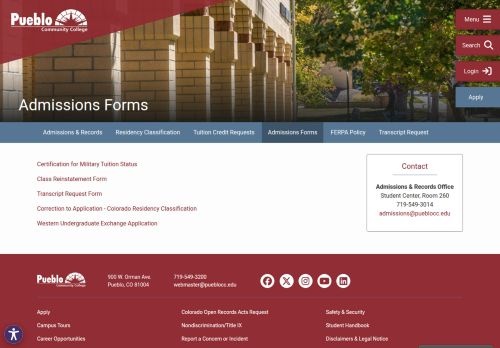 Pueblo
Community College
Menu
Search
Login
Apply
Admissions Forms
Admissions & Records
Residency Classification
Tuition Credit Requests
Admissions Forms
FERPA Policy
Transcript Request
Certification for Military Tuition Status
Class Reinstatement Form
Transcript Request Form
Correction to Application - Colorado Residency Classification
Western Undergraduate Exchange Application
Contact
Admissions & Records Office
Student Center, Room 260
719-549-3014
admissions@pueblocc.edu
Pueblo
Community College
900 W. Orman Ave.
Pueblo, CO 81004
719-549-3200
webmaster@pueblocc.edu
Apply
Colorado Open Records Acts Request
Safety & Security
Campus Tours
Nondiscrimination/Title IX
Student Handbook
Career Opportunities
Report a Concern or Incident
Disclaimers & Legal Notice